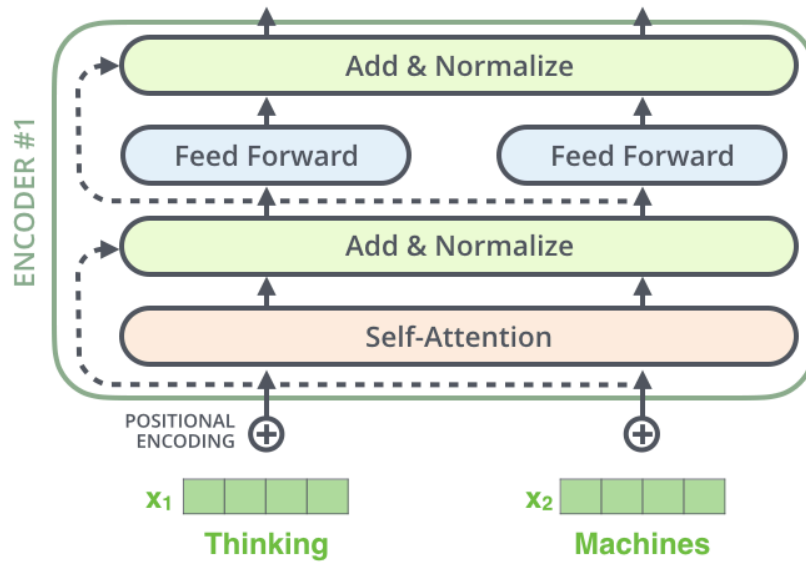 ENCODER #1
Add & Normalize
Feed Forward
Feed Forward
Add & Normalize
Self-Attention
POSITIONAL
ENCODING
x1
x2
Thinking
Machines